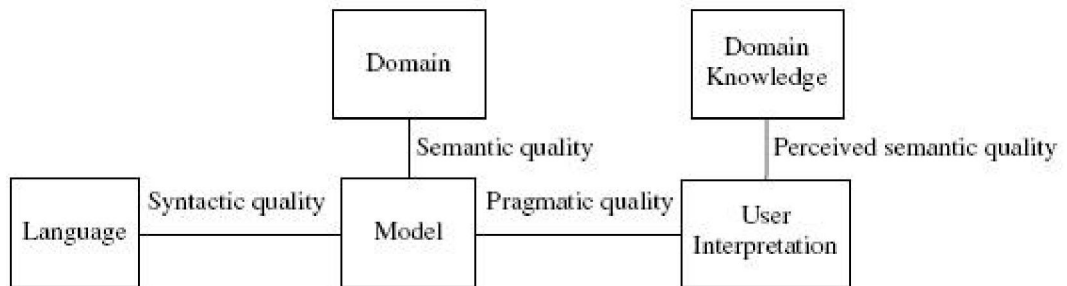 Domain
Domain
Knowledge
Semantic quality
Perceived semantic quality
Language
Syntactic quality
Model
Pragmatic quality
User
Interpretation